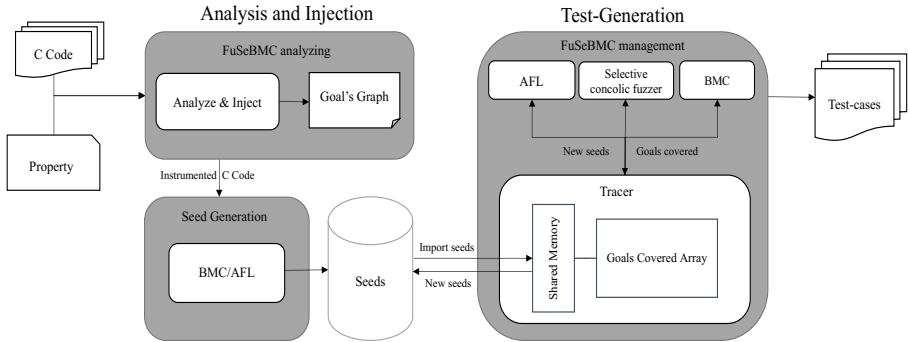 Analysis and Injection
Test-Generation
C Code
Property
FuSeBMC analyzing
Analyze & Inject
Goal's Graph
Instrumented C Code
Seed Generation
BMC/AFL
Seeds
Import seeds
New seeds
FuSeBMC management
AFL
Selective
concolic fuzzer
BMC
New seeds
Goals covered
Tracer
Shared Memory
Goals Covered Array
Test-cases